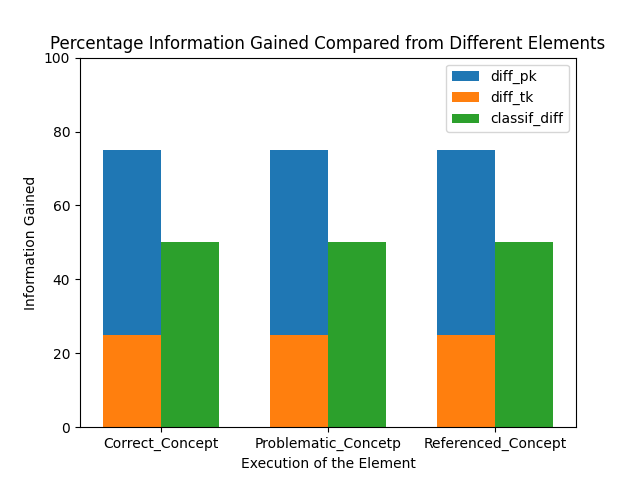 Percentage Information Gained Compared from Different Elements
100
80
60
40
20
0
Information Gained
diff_pk
diff_tk
classif_diff
Correct_Concept
Problematic_Concetp
Referenced_Concept
Execution of the Element